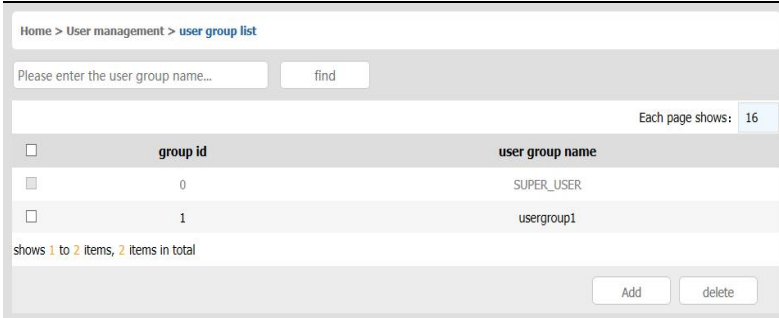 Home > User management > user group list
Please enter the user group name... find
Each page shows: 16
group id user group name
0 SUPER_USER
1 usergroup1
shows 1 to 2 items, 2 items in total
Add delete